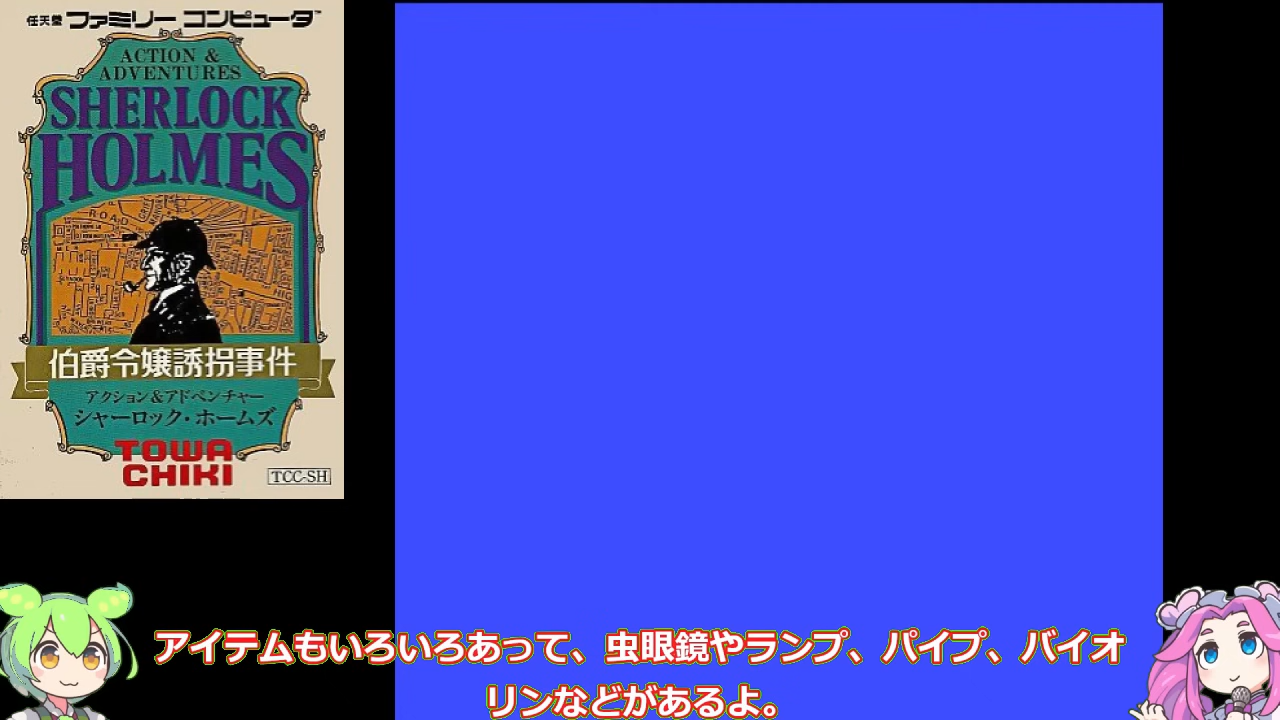 任天堂 ファミリー コンピュータ™
ACTION &
ADVENTURES
SHERLOCK
HOLMES
ROAD
伯爵令嬢誘拐事件
アクション&アドベンチャー
シャーロック・ホームズ
TOWA
CHIKI
TCC-SH
アイテムもいろいろあって、虫眼鏡やランプ、パイプ、バイオ
リンなどがあるよ。